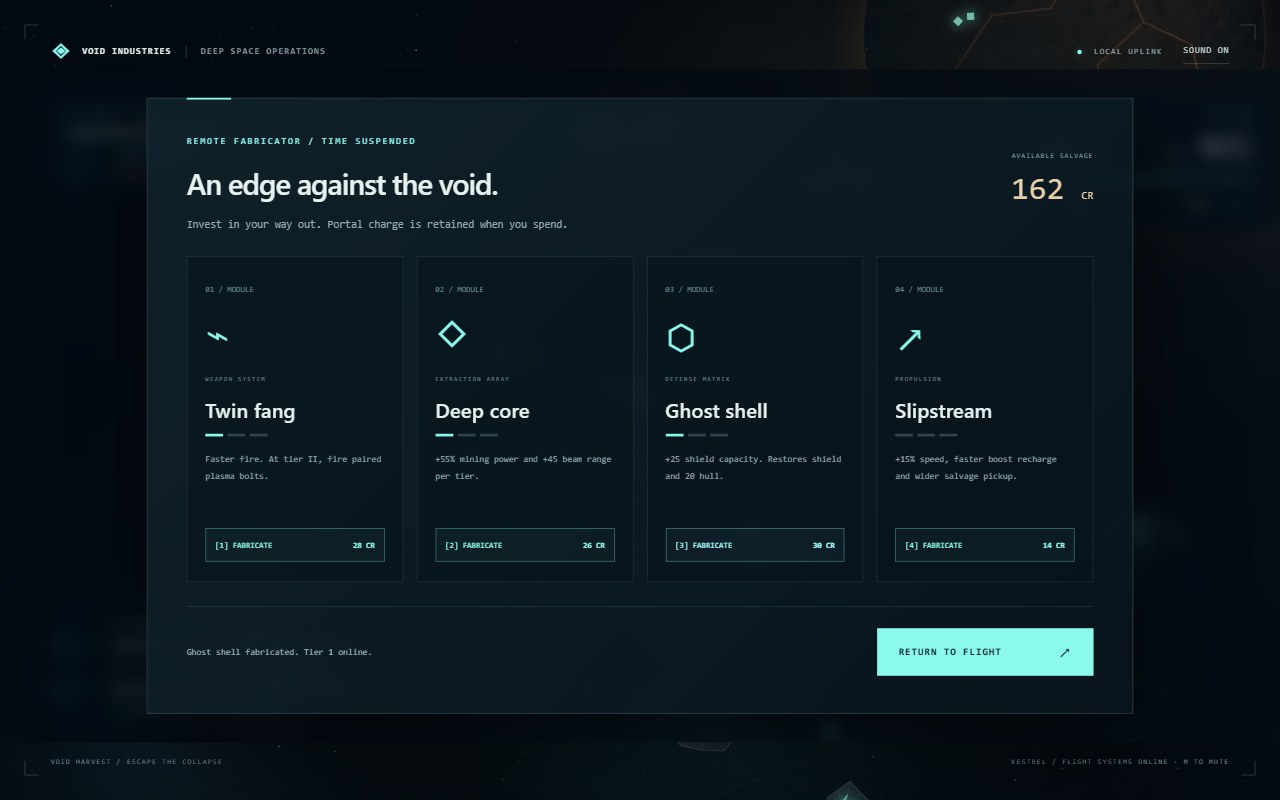 VOID INDUSTRIES | DEEP SPACE OPERATIONS
LOCAL UPLINK SOUND ON
REMOTE FABRICATOR / TIME SUSPENDED
An edge against the void.
Invest in your way out. Portal charge is retained when you spend.
AVAILABLE SALVAGE
162 CR
01 / MODULE
WEAPON SYSTEM
Twin fang
Faster fire. At tier II, fire paired
plasma bolts.
[1] FABRICATE 28 CR
02 / MODULE
EXTRACTION ARRAY
Deep core
+55% mining power and +45 beam range
per tier.
[2] FABRICATE 26 CR
03 / MODULE
DEFENSE MATRIX
Ghost shell
+25 shield capacity. Restores shield
and 20 hull.
[3] FABRICATE 30 CR
04 / MODULE
PROPULSION
Slipstream
+15% speed, faster boost recharge
and wider salvage pickup.
[4] FABRICATE 14 CR
Ghost shell fabricated. Tier 1 online.
RETURN TO FLIGHT ↗
VOID HARVEST / ESCAPE THE COLLAPSE
KESTREL / FLIGHT SYSTEMS ONLINE · M TO MUTE